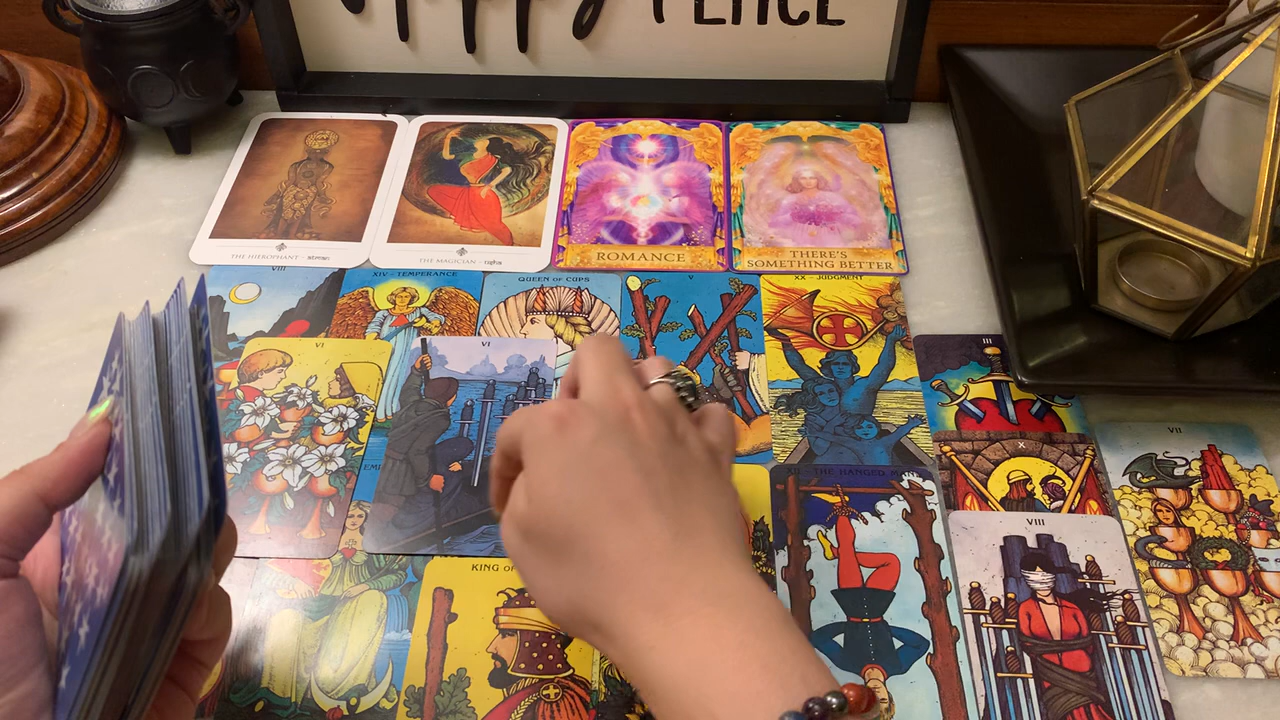 PEACE
THE HIEROPHANT -
THE MAGICIAN -
ROMANCE
THERE'S
SOMETHING BETTER
VIII
XIV - TEMPERANCE
QUEEN OF CUPS
V
XX - JUDGMENT
VI
VI
III
X
VII
XII - THE HANGED MAN
VIII
KING OF